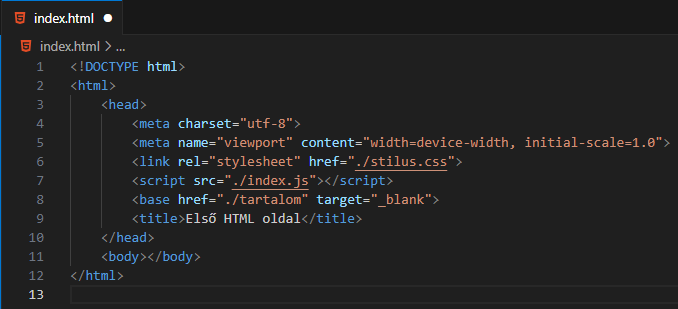 index.html
index.html > ...
1 <!DOCTYPE html>
2 <html>
3 <head>
4 <meta charset="utf-8">
5 <meta name="viewport" content="width=device-width, initial-scale=1.0">
6 <link rel="stylesheet" href="./stilus.css">
7 <script src="./index.js"></script>
8 <base href="./tartalom" target="_blank">
9 <title>Első HTML oldal</title>
10 </head>
11 <body></body>
12 </html>
13